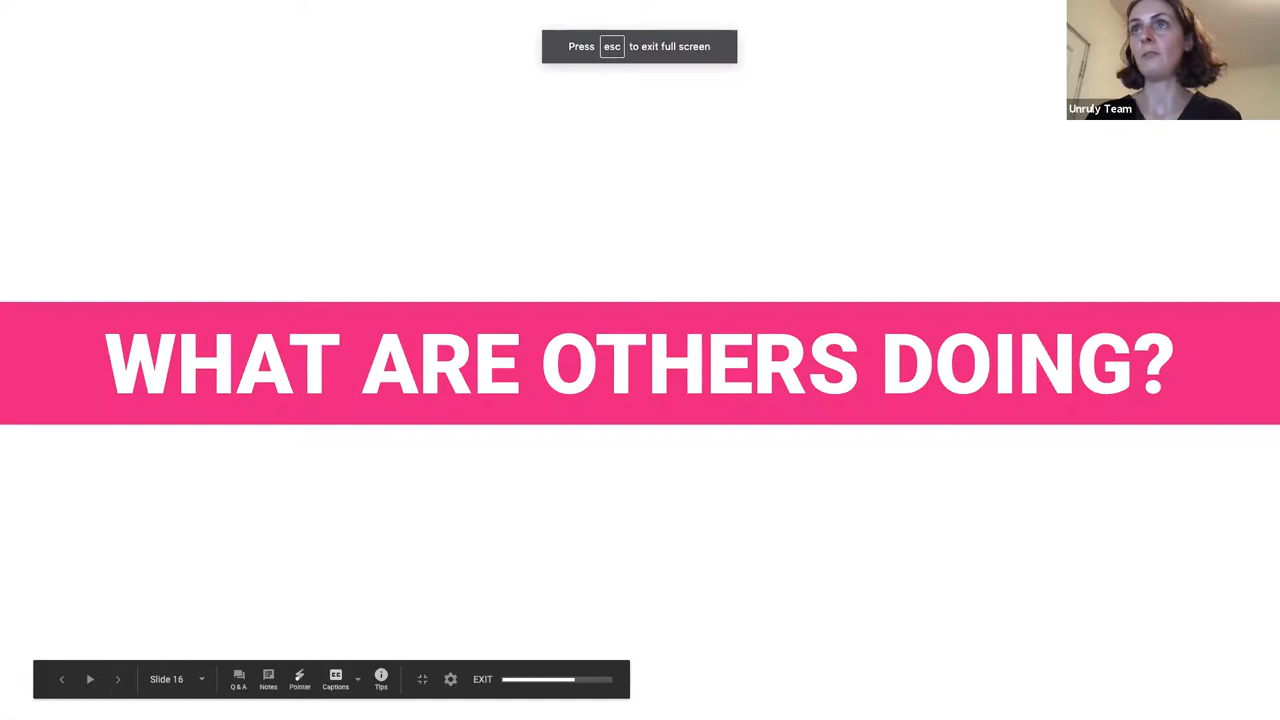 Press esc to exit full screen
Unruly Team
WHAT ARE OTHERS DOING?
Slide 16
Q & A
Notes
Pointer
CC
Captions
Tips
EXIT